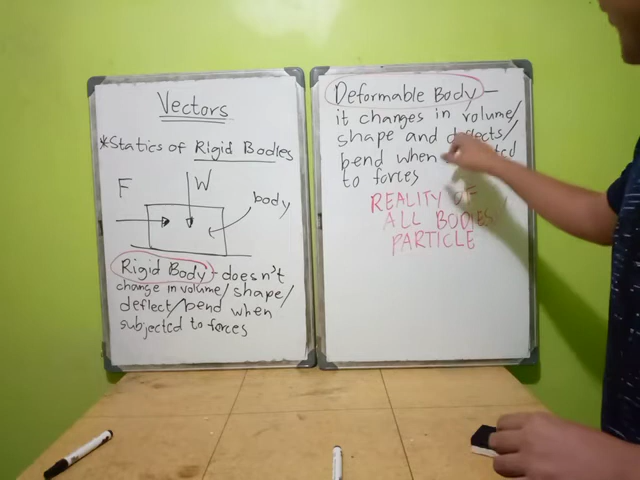 Vectors
*Statics of Rigid Bodies
F
W
body
Rigid Body - doesn't
change in volume/shape/
deflect/bend when
subjected to forces
Deformable Body -
it changes in volume/
shape and deflects/
bend when
to forces
REALITY OF
ALL BODIES
PARTICLE